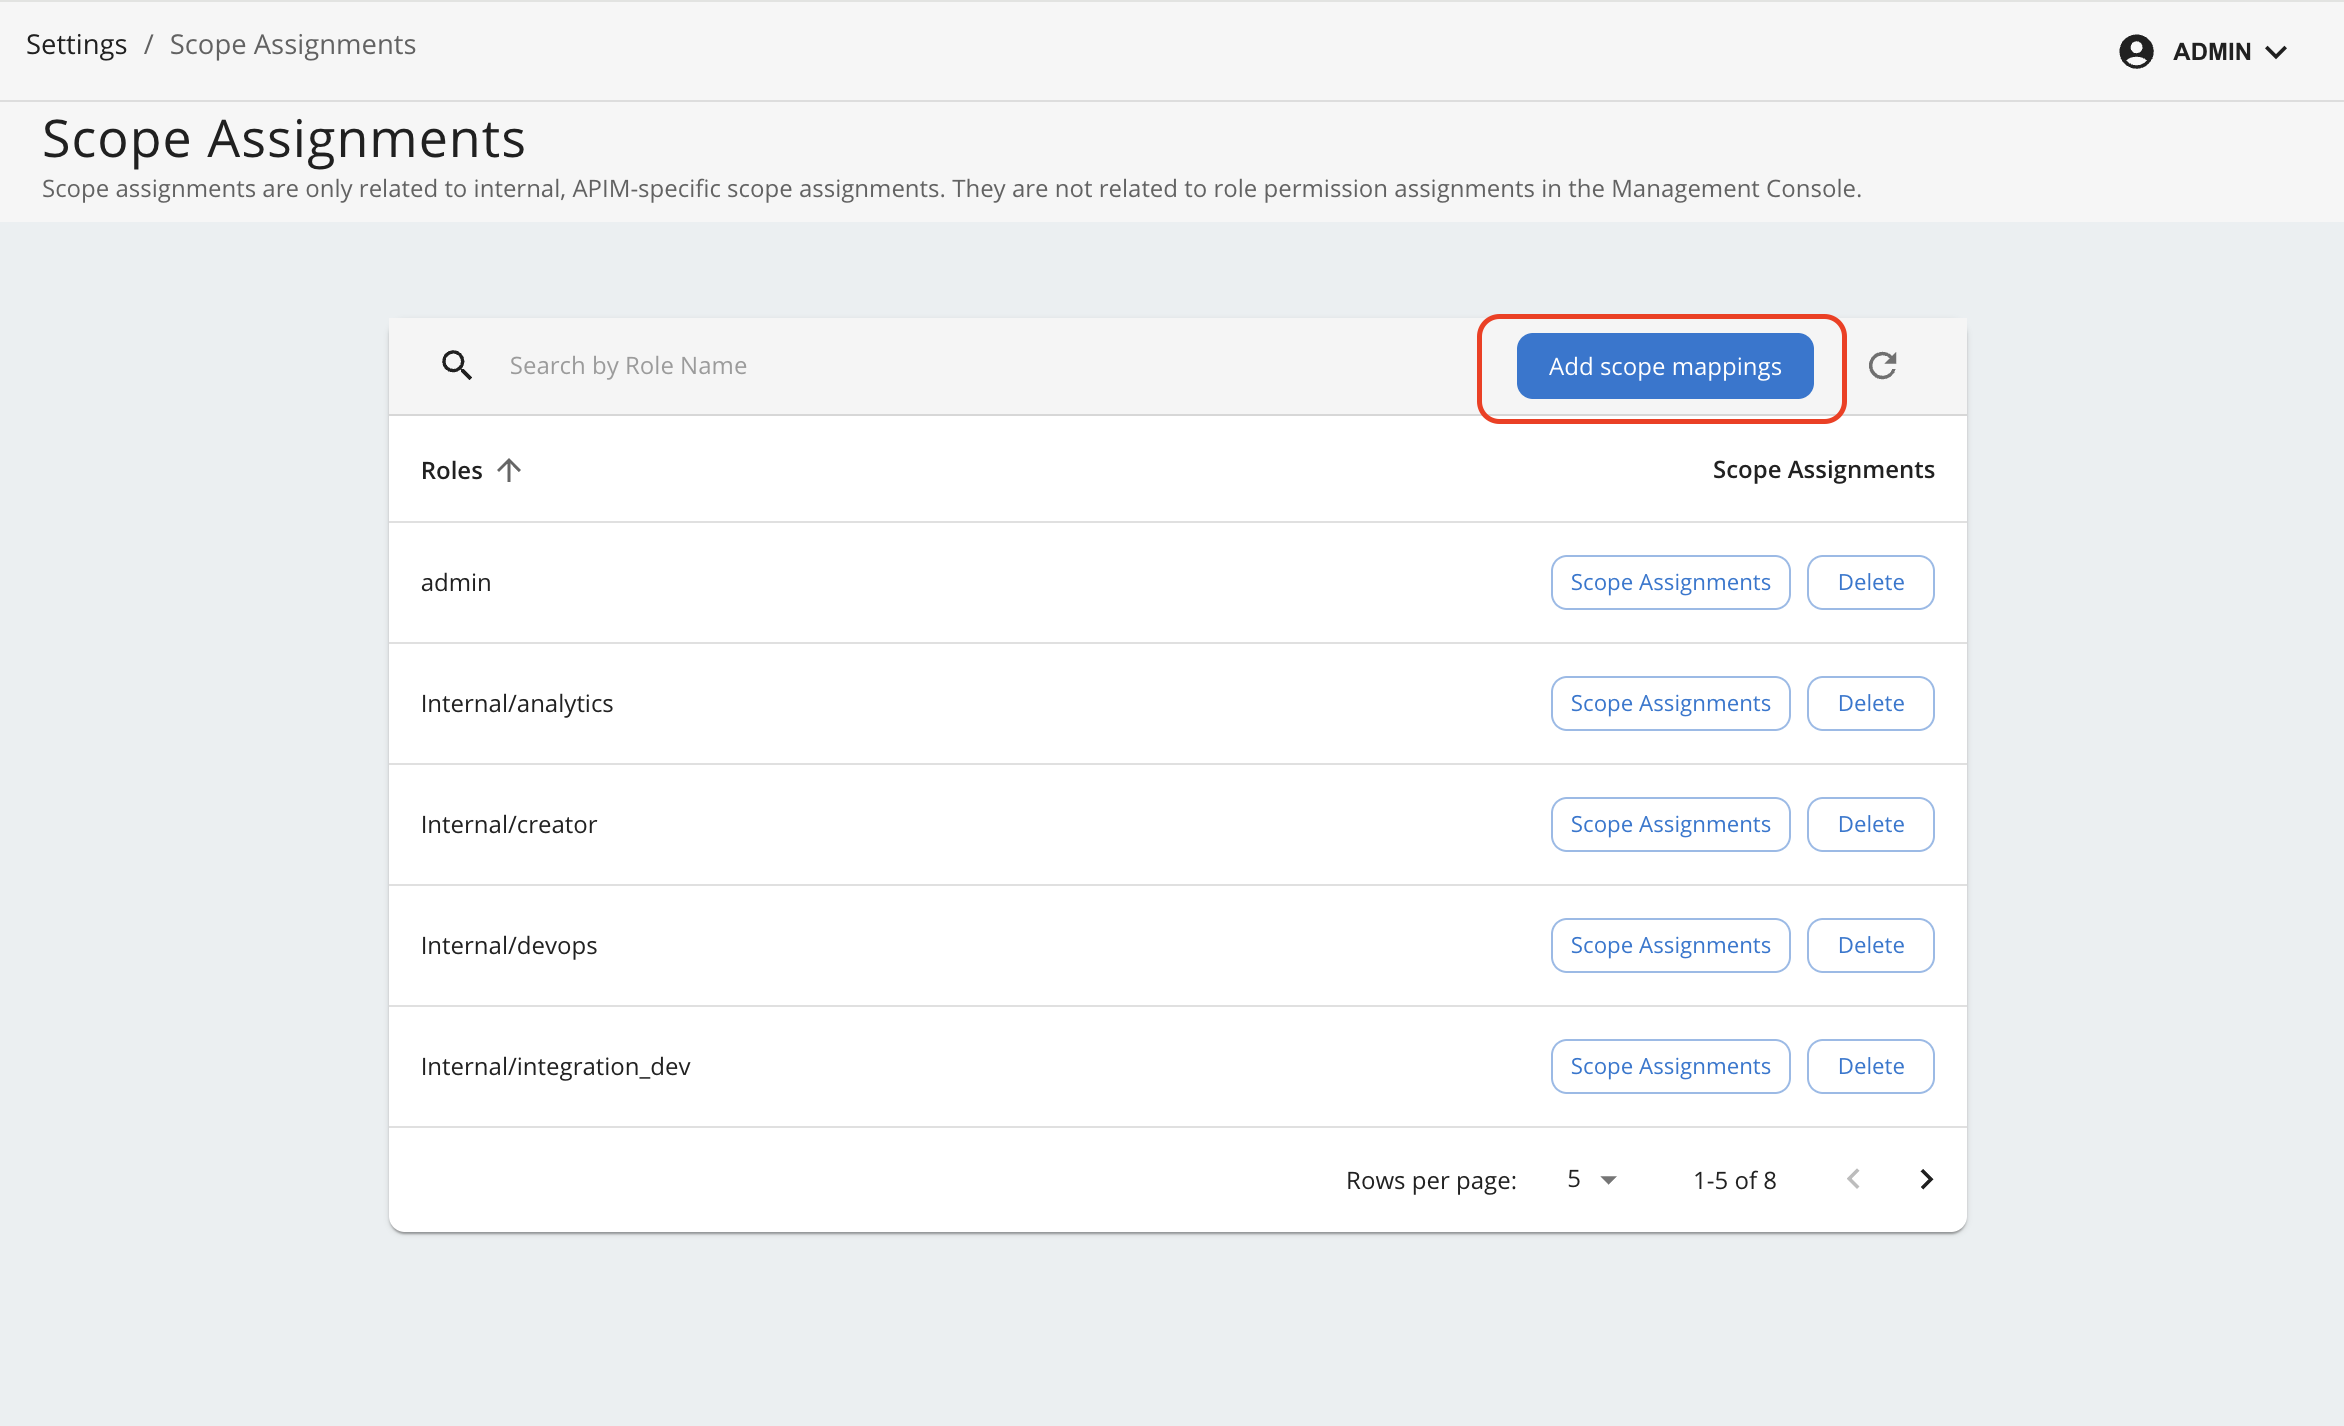 Settings / Scope Assignments
ADMIN
Scope Assignments
Scope assignments are only related to internal, APIM-specific scope assignments. They are not related to role permission assignments in the Management Console.
Search by Role Name
Add scope mappings
Roles
Scope Assignments
admin
Scope Assignments
Delete
Internal/analytics
Scope Assignments
Delete
Internal/creator
Scope Assignments
Delete
Internal/devops
Scope Assignments
Delete
Internal/integration_dev
Scope Assignments
Delete
Rows per page: 5 1-5 of 8